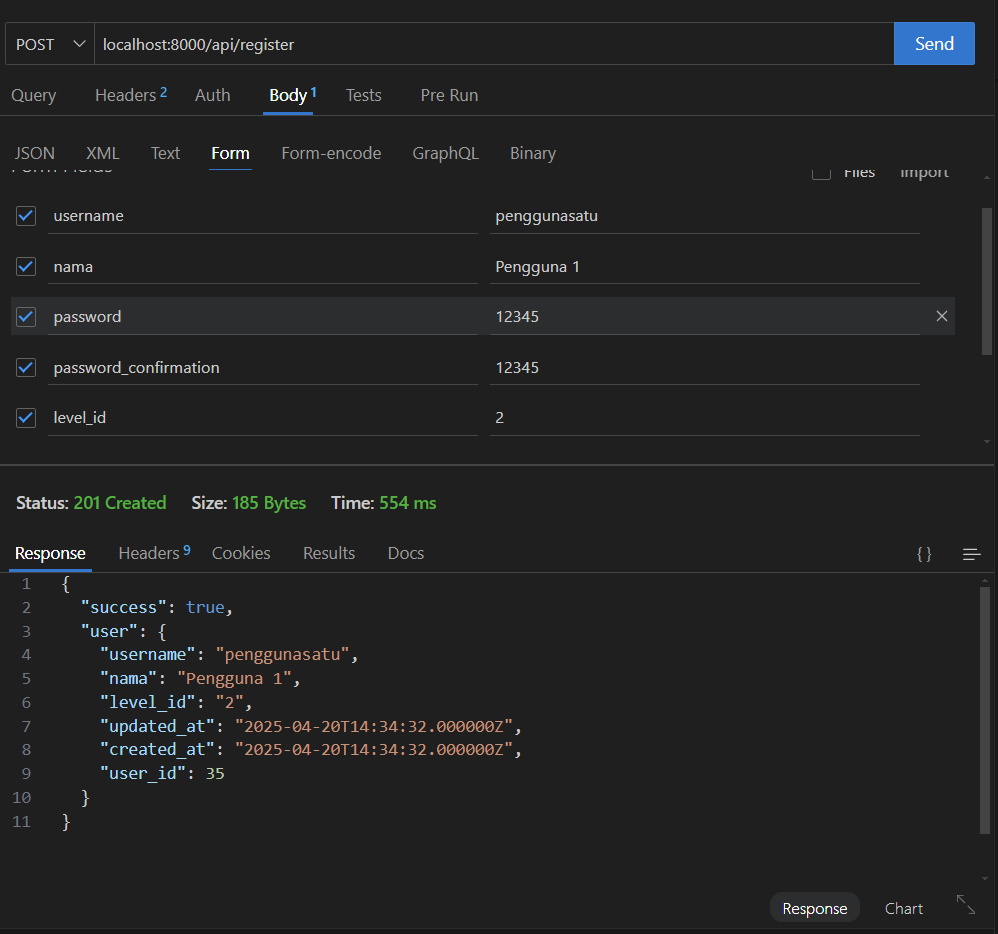 POST localhost:8000/api/register Send
Query Headers 2 Auth Body 1 Tests Pre Run
JSON XML Text Form Form-encode GraphQL Binary
Form Fields Files Import
username penggunasatu
nama Pengguna 1
password 12345
password_confirmation 12345
level_id 2
Status: 201 Created Size: 185 Bytes Time: 554 ms
Response Headers 9 Cookies Results Docs { }
1 {
2 "success": true,
3 "user": {
4 "username": "penggunasatu",
5 "nama": "Pengguna 1",
6 "level_id": "2",
7 "updated_at": "2025-04-20T14:34:32.000000Z",
8 "created_at": "2025-04-20T14:34:32.000000Z",
9 "user_id": 35
10 }
11 }
Response Chart